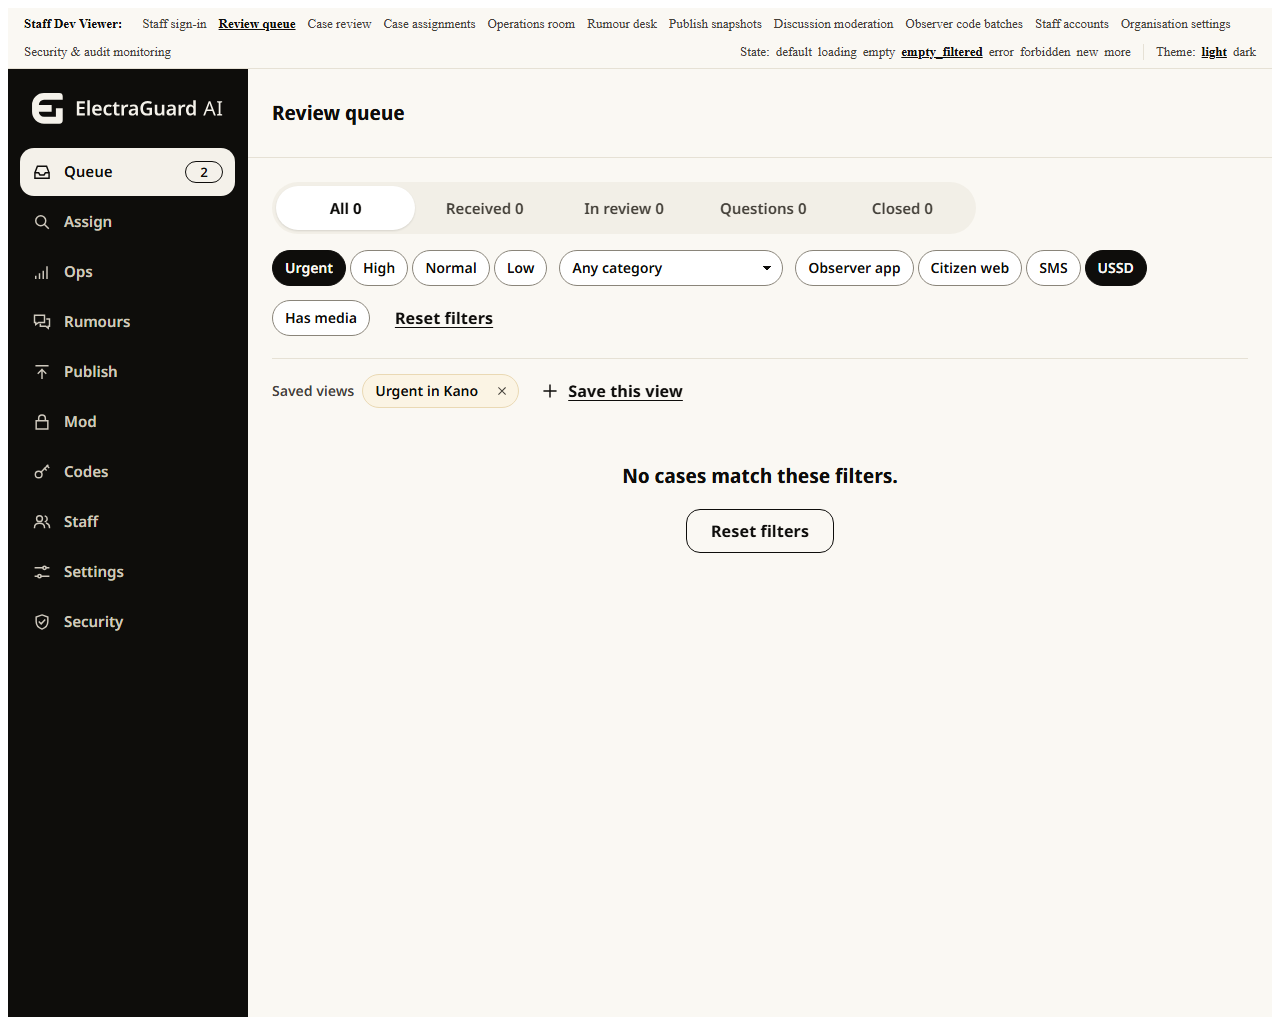 Staff Dev Viewer: Staff sign-in Review queue Case review Case assignments Operations room Rumour desk Publish snapshots Discussion moderation Observer code batches Staff accounts Organisation settings
Security & audit monitoring State: default loading empty empty_filtered error forbidden new more Theme: light dark
ElectraGuard AI
Queue 2
Assign
Ops
Rumours
Publish
Mod
Codes
Staff
Settings
Security
Review queue
All 0 Received 0 In review 0 Questions 0 Closed 0
Urgent High Normal Low Any category Observer app Citizen web SMS USSD
Has media Reset filters
Saved views Urgent in Kano Save this view
No cases match these filters.
Reset filters